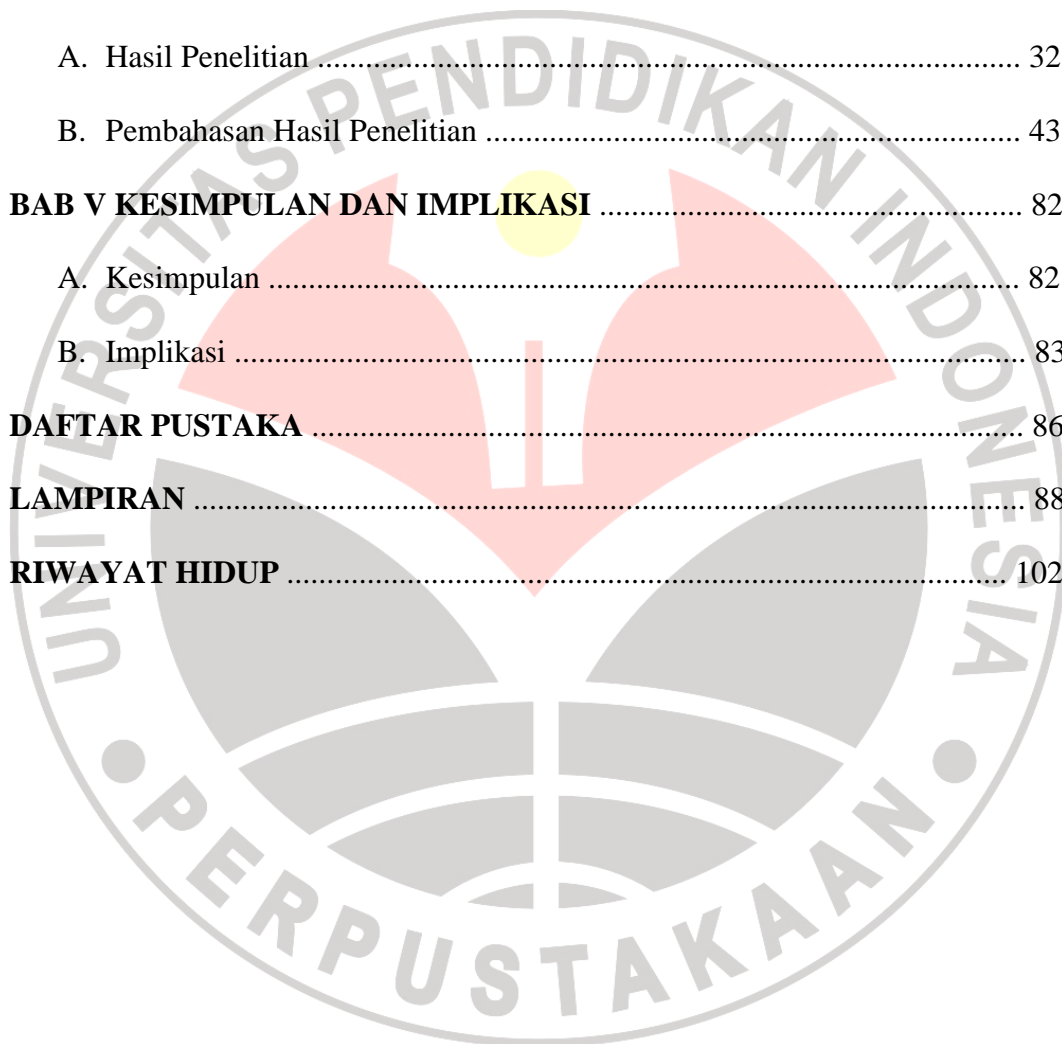 A. Hasil Penelitian ........................................................................................ 32
B. Pembahasan Hasil Penelitian ................................................................... 43
BAB V KESIMPULAN DAN IMPLIKASI ..................................................... 82
A. Kesimpulan .............................................................................................. 82
B. Implikasi ................................................................................................... 83
DAFTAR PUSTAKA .......................................................................................... 86
LAMPIRAN ........................................................................................................ 88
RIWAYAT HIDUP .......................................................................................... 102
UNIVERSITAS PENDIDIKAN INDONESIA
PERPUSTAKAAN